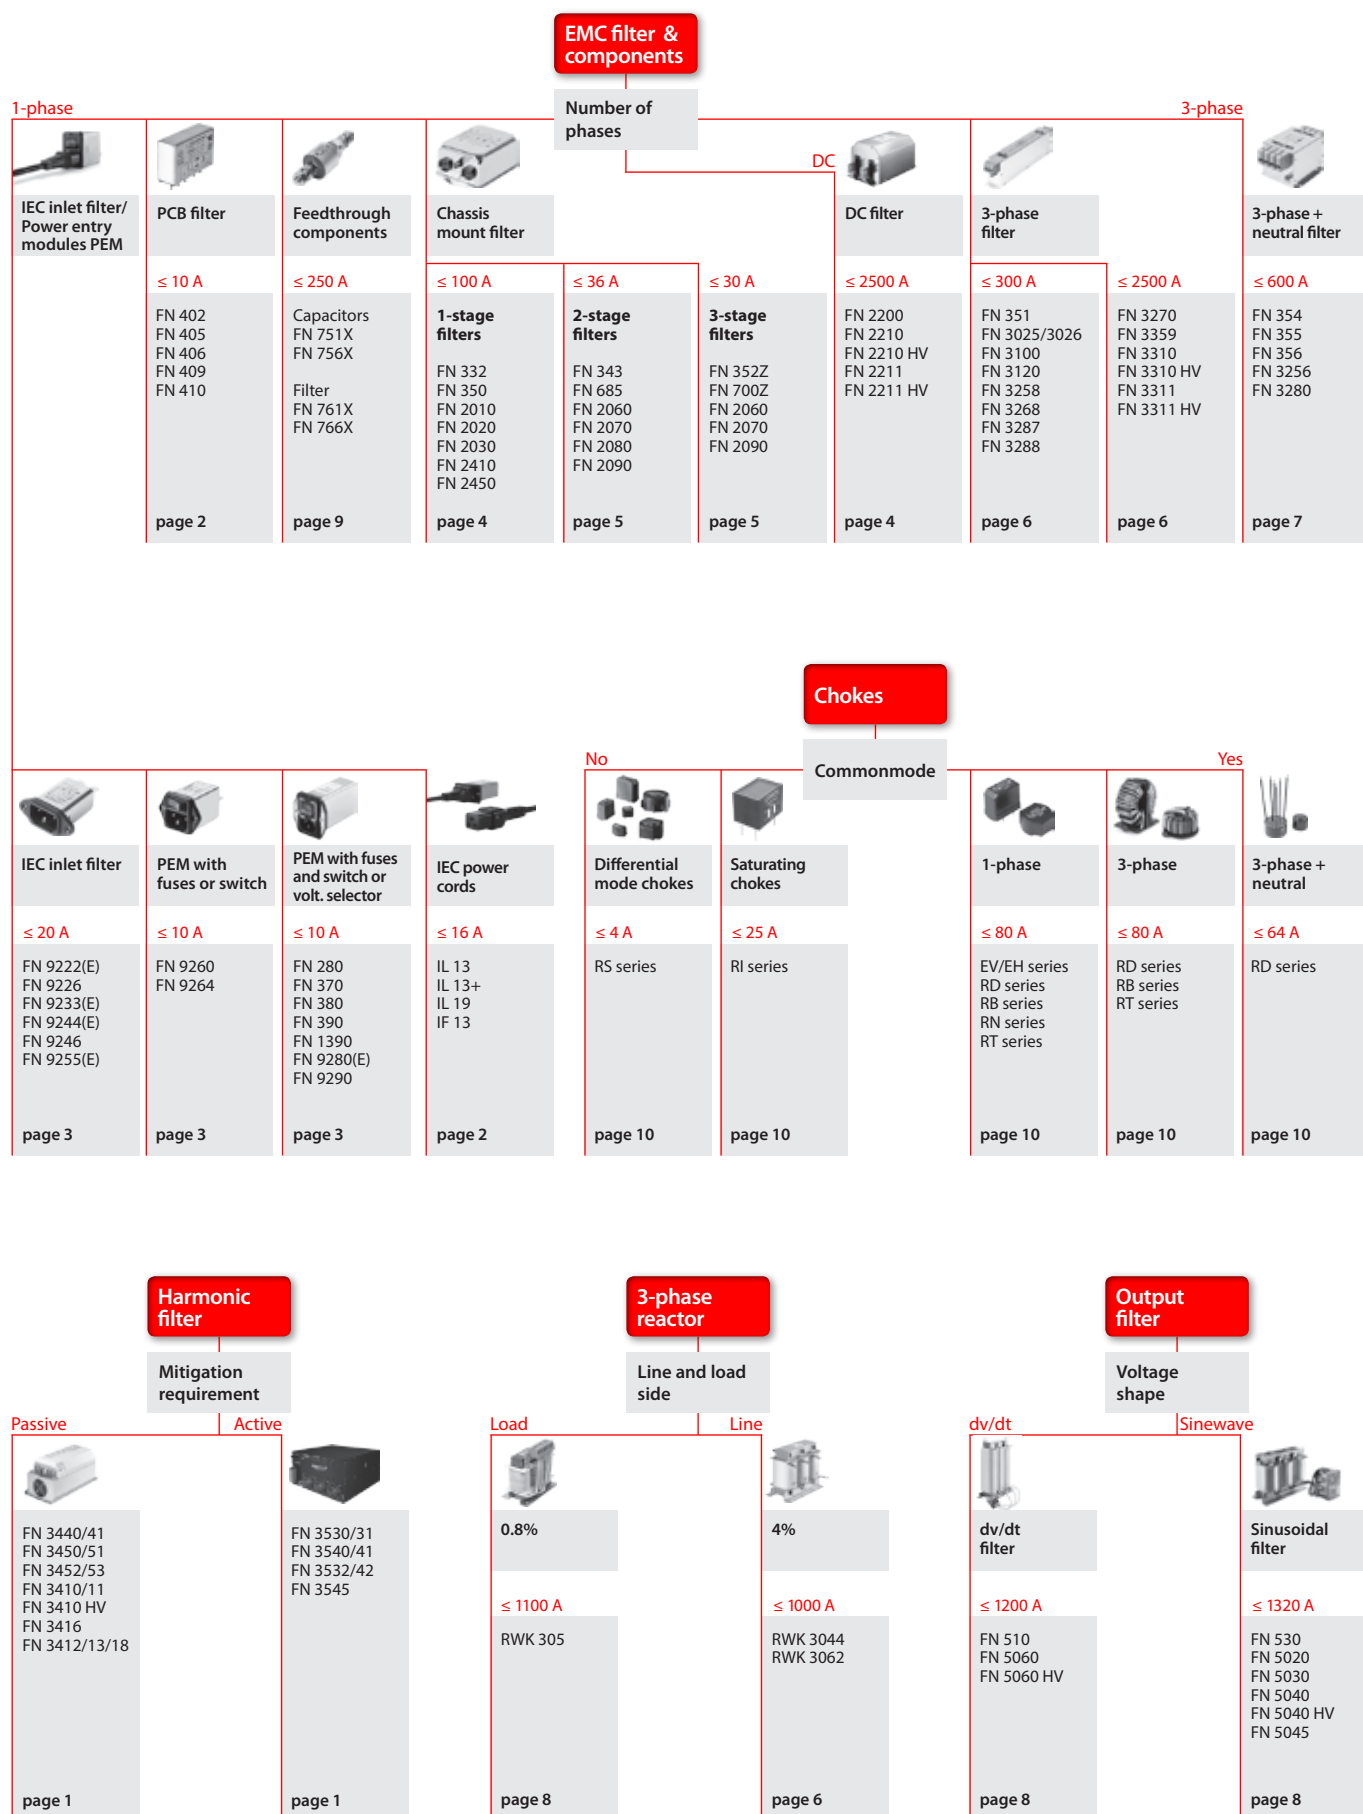 EMC filter &
components
Number of
phases
1-phase
3-phase
DC
IEC inlet filter/
Power entry
modules PEM
PCB filter
≤ 10 A
FN 402
FN 405
FN 406
FN 409
FN 410
page 2
Feedthrough
components
≤ 250 A
Capacitors
FN 751X
FN 756X
Filter
FN 761X
FN 766X
page 9
Chassis
mount filter
≤ 100 A
1-stage
filters
FN 332
FN 350
FN 2010
FN 2020
FN 2030
FN 2410
FN 2450
page 4
≤ 36 A
2-stage
filters
FN 343
FN 685
FN 2060
FN 2070
FN 2080
FN 2090
page 5
≤ 30 A
3-stage
filters
FN 352Z
FN 700Z
FN 2060
FN 2070
FN 2090
page 5
DC filter
≤ 2500 A
FN 2200
FN 2210
FN 2210 HV
FN 2211
FN 2211 HV
page 4
3-phase
filter
≤ 300 A
FN 351
FN 3025/3026
FN 3100
FN 3120
FN 3258
FN 3268
FN 3287
FN 3288
page 6
≤ 2500 A
FN 3270
FN 3359
FN 3310
FN 3310 HV
FN 3311
FN 3311 HV
page 6
3-phase +
neutral filter
≤ 600 A
FN 354
FN 355
FN 356
FN 3256
FN 3280
page 7
IEC inlet filter
≤ 20 A
FN 9222(E)
FN 9226
FN 9233(E)
FN 9244(E)
FN 9246
FN 9255(E)
page 3
PEM with
fuses or switch
≤ 10 A
FN 9260
FN 9264
page 3
PEM with fuses
and switch or
volt. selector
≤ 10 A
FN 280
FN 370
FN 380
FN 390
FN 1390
FN 9280(E)
FN 9290
page 3
IEC power
cords
≤ 16 A
IL 13
IL 13+
IL 19
IF 13
page 2
Chokes
Commonmode
No
Yes
Differential
mode chokes
≤ 4 A
RS series
page 10
Saturating
chokes
≤ 25 A
RI series
page 10
1-phase
≤ 80 A
EV/EH series
RD series
RB series
RN series
RT series
page 10
3-phase
≤ 80 A
RD series
RB series
RT series
page 10
3-phase +
neutral
≤ 64 A
RD series
page 10
Harmonic
filter
Mitigation
requirement
Passive
Active
FN 3440/41
FN 3450/51
FN 3452/53
FN 3410/11
FN 3410 HV
FN 3416
FN 3412/13/18
page 1
FN 3530/31
FN 3540/41
FN 3532/42
FN 3545
page 1
3-phase
reactor
Line and load
side
Load
Line
0.8%
≤ 1100 A
RWK 305
page 8
4%
≤ 1000 A
RWK 3044
RWK 3062
page 6
Output
filter
Voltage
shape
dv/dt
Sinewave
dv/dt
filter
≤ 1200 A
FN 510
FN 5060
FN 5060 HV
page 8
Sinusoidal
filter
≤ 1320 A
FN 530
FN 5020
FN 5030
FN 5040
FN 5040 HV
FN 5045
page 8